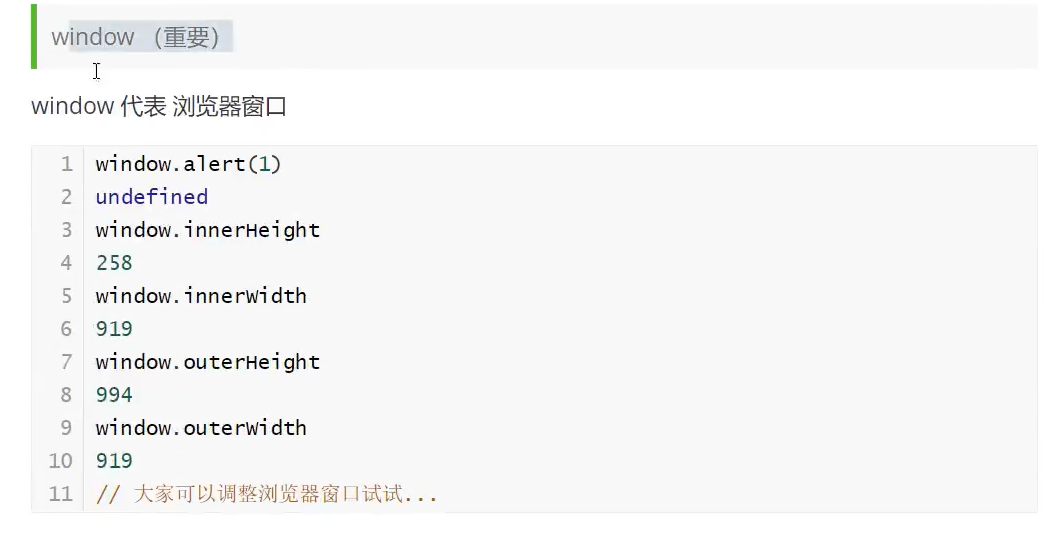 window （重要）
window 代表 浏览器窗口
1 window.alert(1)
2 undefined
3 window.innerHeight
4 258
5 window.innerWidth
6 919
7 window.outerHeight
8 994
9 window.outerWidth
10 919
11 // 大家可以调整浏览器窗口试试...